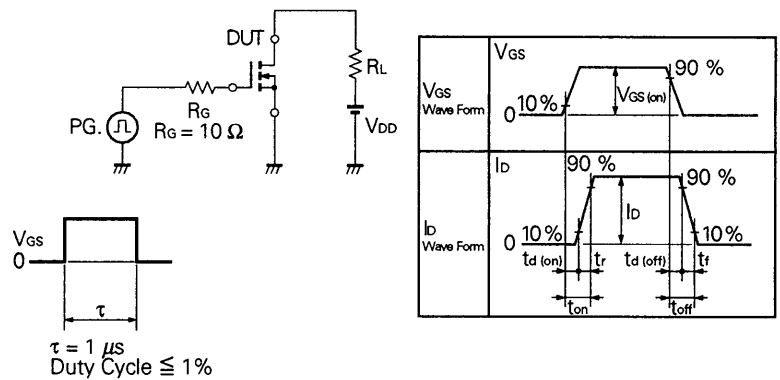 DUT
RL
RG
PG.
RG = 10 Ω
VDD
VGS
0
τ
τ = 1 μs
Duty Cycle ≦ 1%
VGS
Wave Form
VGS
10 %
0
VGS (on)
90 %
ID
Wave Form
ID
90 %
90 %
ID
0
10 %
10 %
td (on)
tr
td (off)
tf
ton
toff